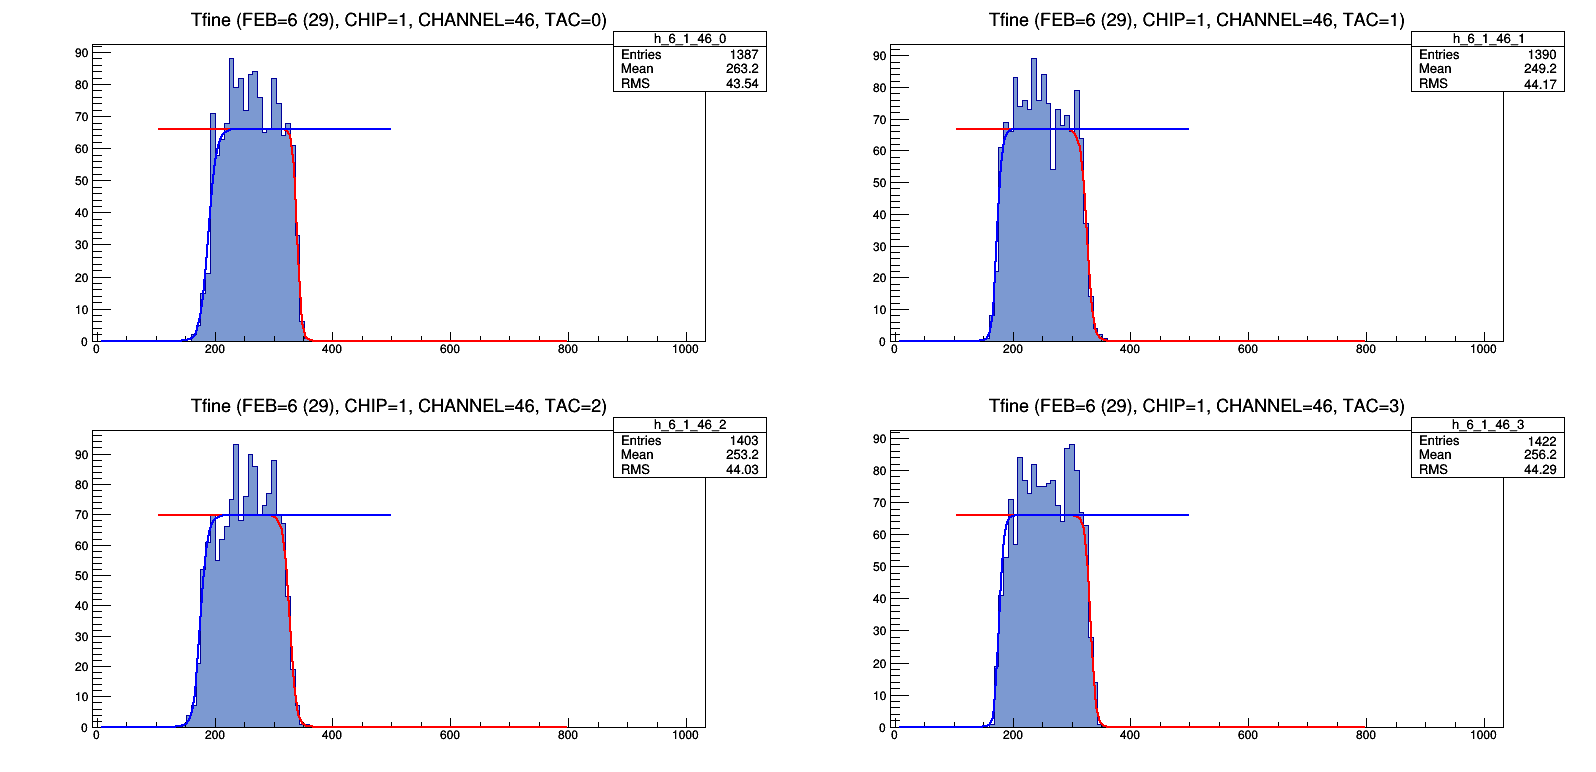 Tfine (FEB=6 (29), CHIP=1, CHANNEL=46, TAC=0)
h_6_1_46_0
Entries 1387
Mean 263.2
RMS 43.54
90
80
70
60
50
40
30
20
10
0
0 200 400 600 800 1000
Tfine (FEB=6 (29), CHIP=1, CHANNEL=46, TAC=1)
h_6_1_46_1
Entries 1390
Mean 249.2
RMS 44.17
90
80
70
60
50
40
30
20
10
0
0 200 400 600 800 1000
Tfine (FEB=6 (29), CHIP=1, CHANNEL=46, TAC=2)
h_6_1_46_2
Entries 1403
Mean 253.2
RMS 44.03
90
80
70
60
50
40
30
20
10
0
0 200 400 600 800 1000
Tfine (FEB=6 (29), CHIP=1, CHANNEL=46, TAC=3)
h_6_1_46_3
Entries 1422
Mean 256.2
RMS 44.29
90
80
70
60
50
40
30
20
10
0
0 200 400 600 800 1000